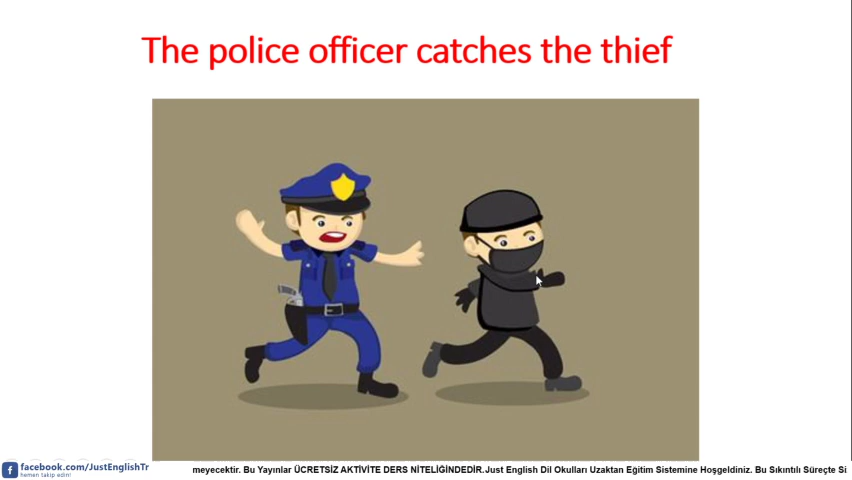 The police officer catches the thief
facebook.com/JustEnglishTr
hemen takip edin!
meyecektir. Bu Yayınlar ÜCRETSİZ AKTİVİTE DERS NİTELİĞİNDEDİR.Just English Dil Okulları Uzaktan Eğitim Sistemine Hoşgeldiniz. Bu Sıkıntılı Süreçte Si